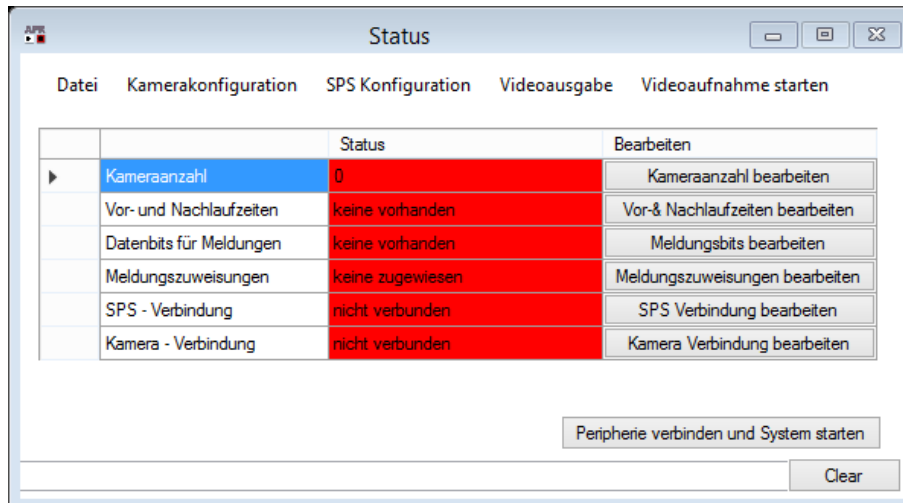 Status
Datei Kamerakonfiguration SPS Konfiguration Videoausgabe Videoaufnahme starten
Status Bearbeiten
Kameraanzahl 0 Kameraanzahl bearbeiten
Vor- und Nachlaufzeiten keine vorhanden Vor-& Nachlaufzeiten bearbeiten
Datenbits für Meldungen keine vorhanden Meldungsbits bearbeiten
Meldungszuweisungen keine zugewiesen Meldungszuweisungen bearbeiten
SPS - Verbindung nicht verbunden SPS Verbindung bearbeiten
Kamera - Verbindung nicht verbunden Kamera Verbindung bearbeiten
Peripherie verbinden und System starten
Clear